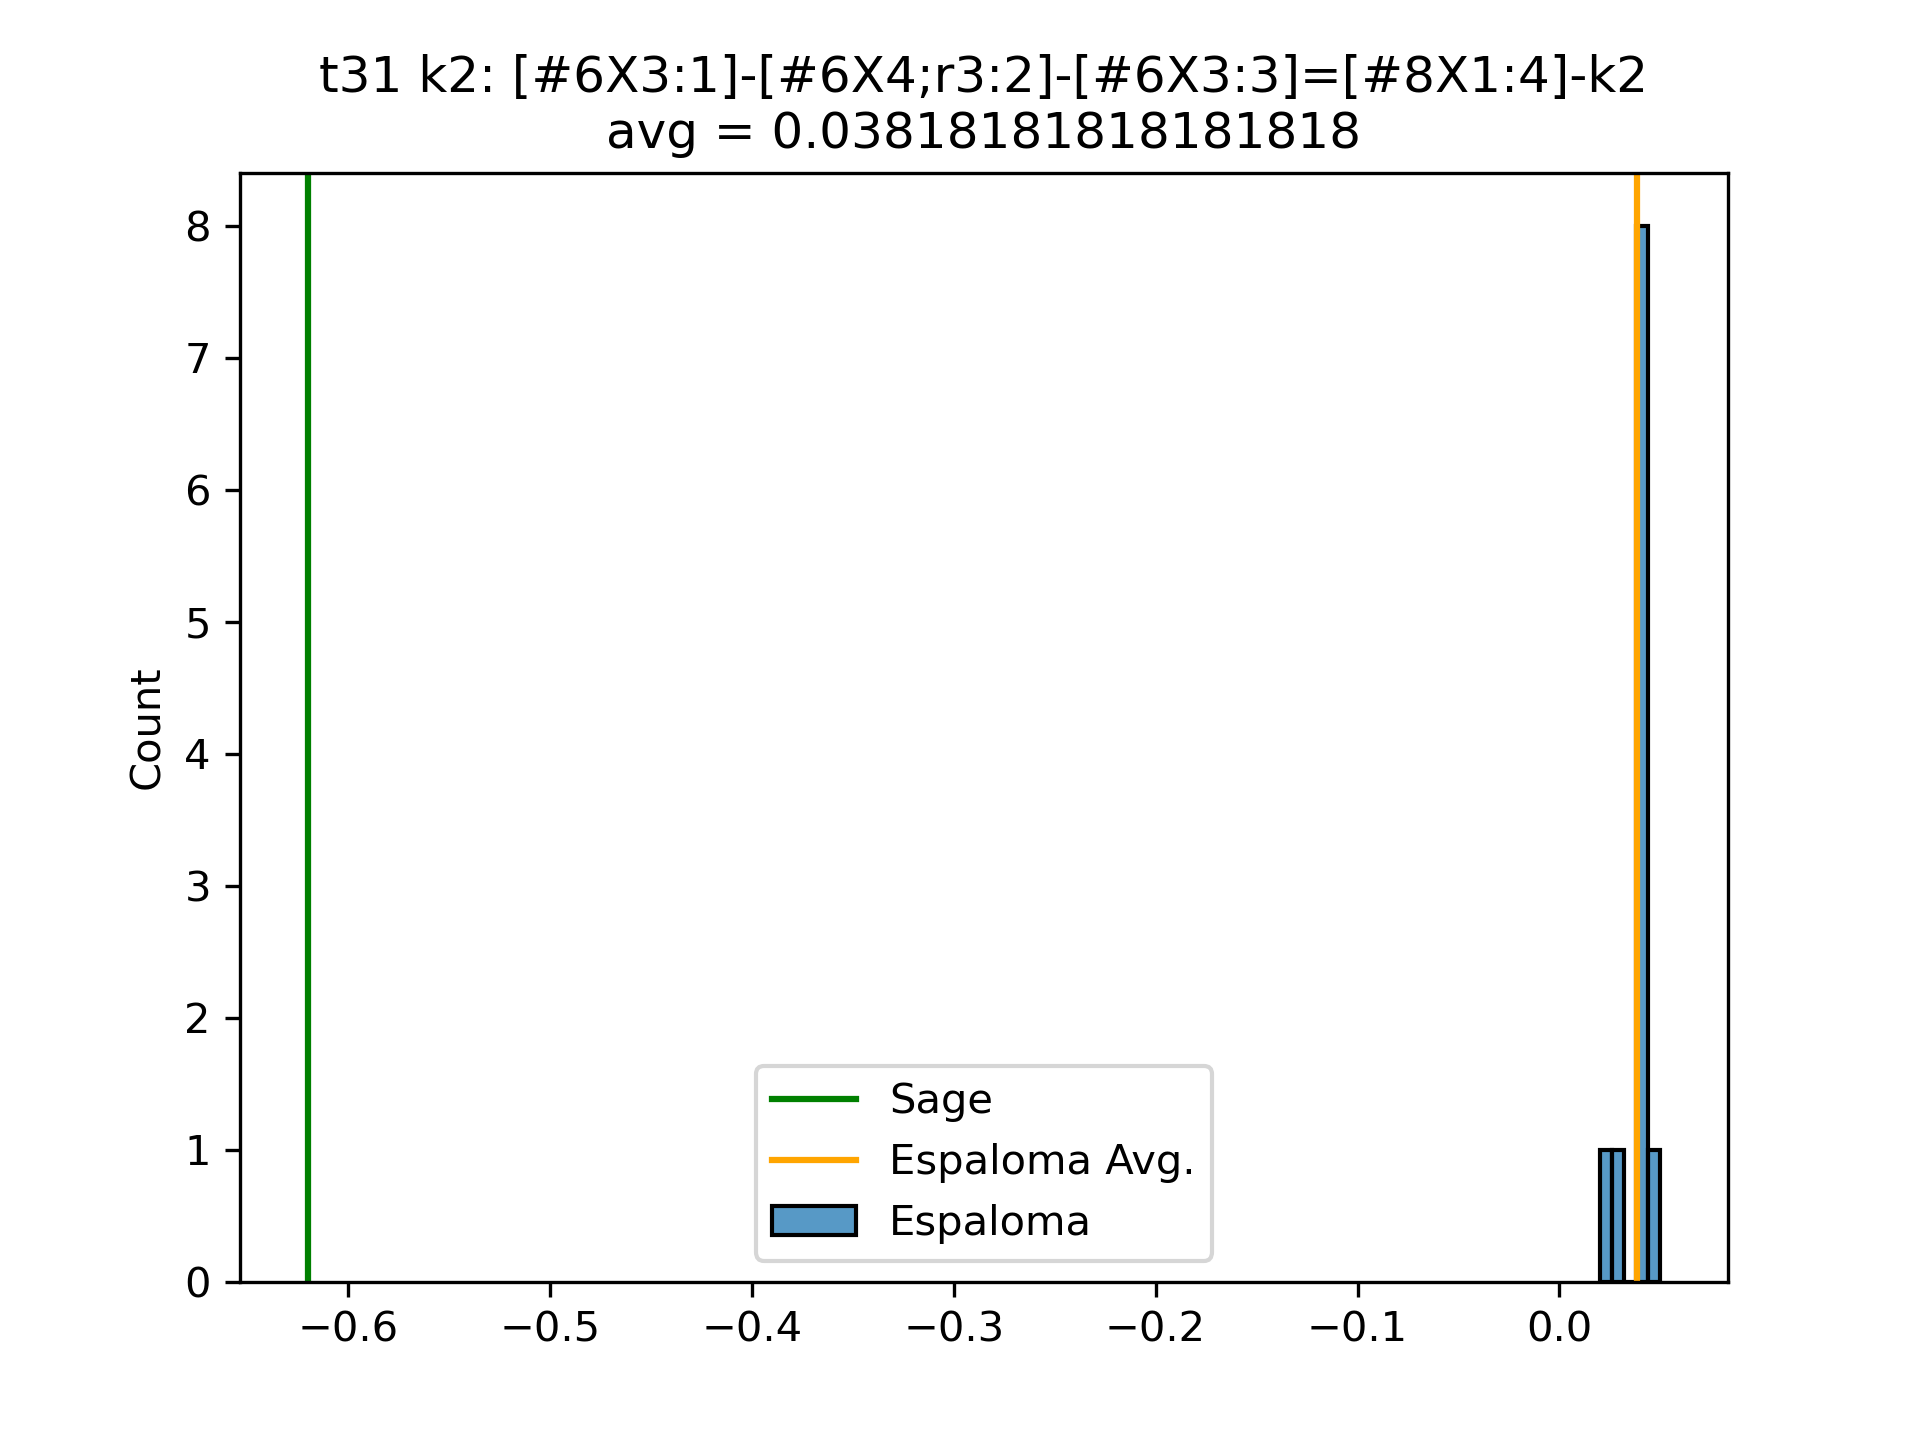 t31 k2: [#6X3:1]-[#6X4;r3:2]-[#6X3:3]=[#8X1:4]-k2
avg = 0.03818181818181818
8
7
6
5
4
3
2
1
0
Count
Sage
Espaloma Avg.
Espaloma
−0.6 −0.5 −0.4 −0.3 −0.2 −0.1 0.0